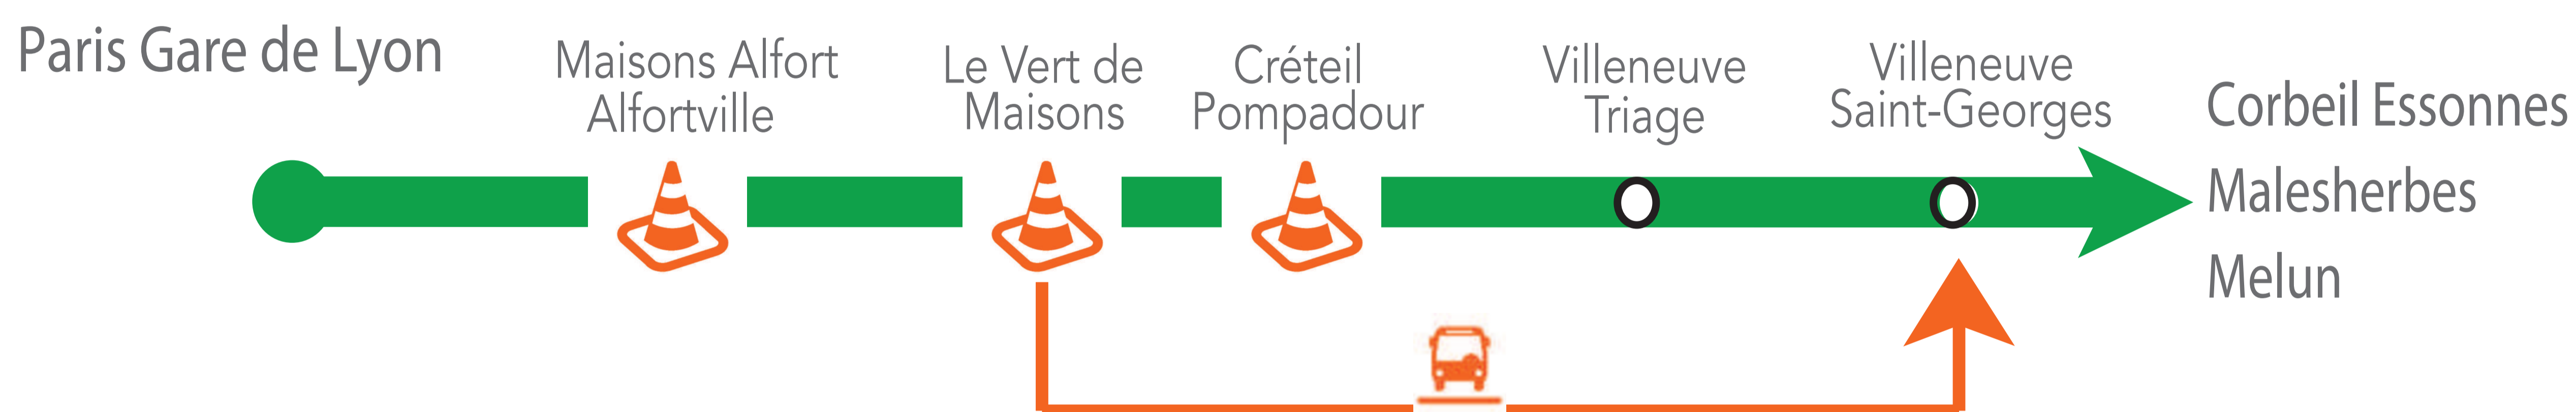 Paris Gare de Lyon
Maisons Alfort
Alfortville
Le Vert de
Maisons
Créteil
Pompadour
Villeneuve
Triage
Villeneuve
Saint-Georges
Corbeil Essonnes
Malesherbes
Melun